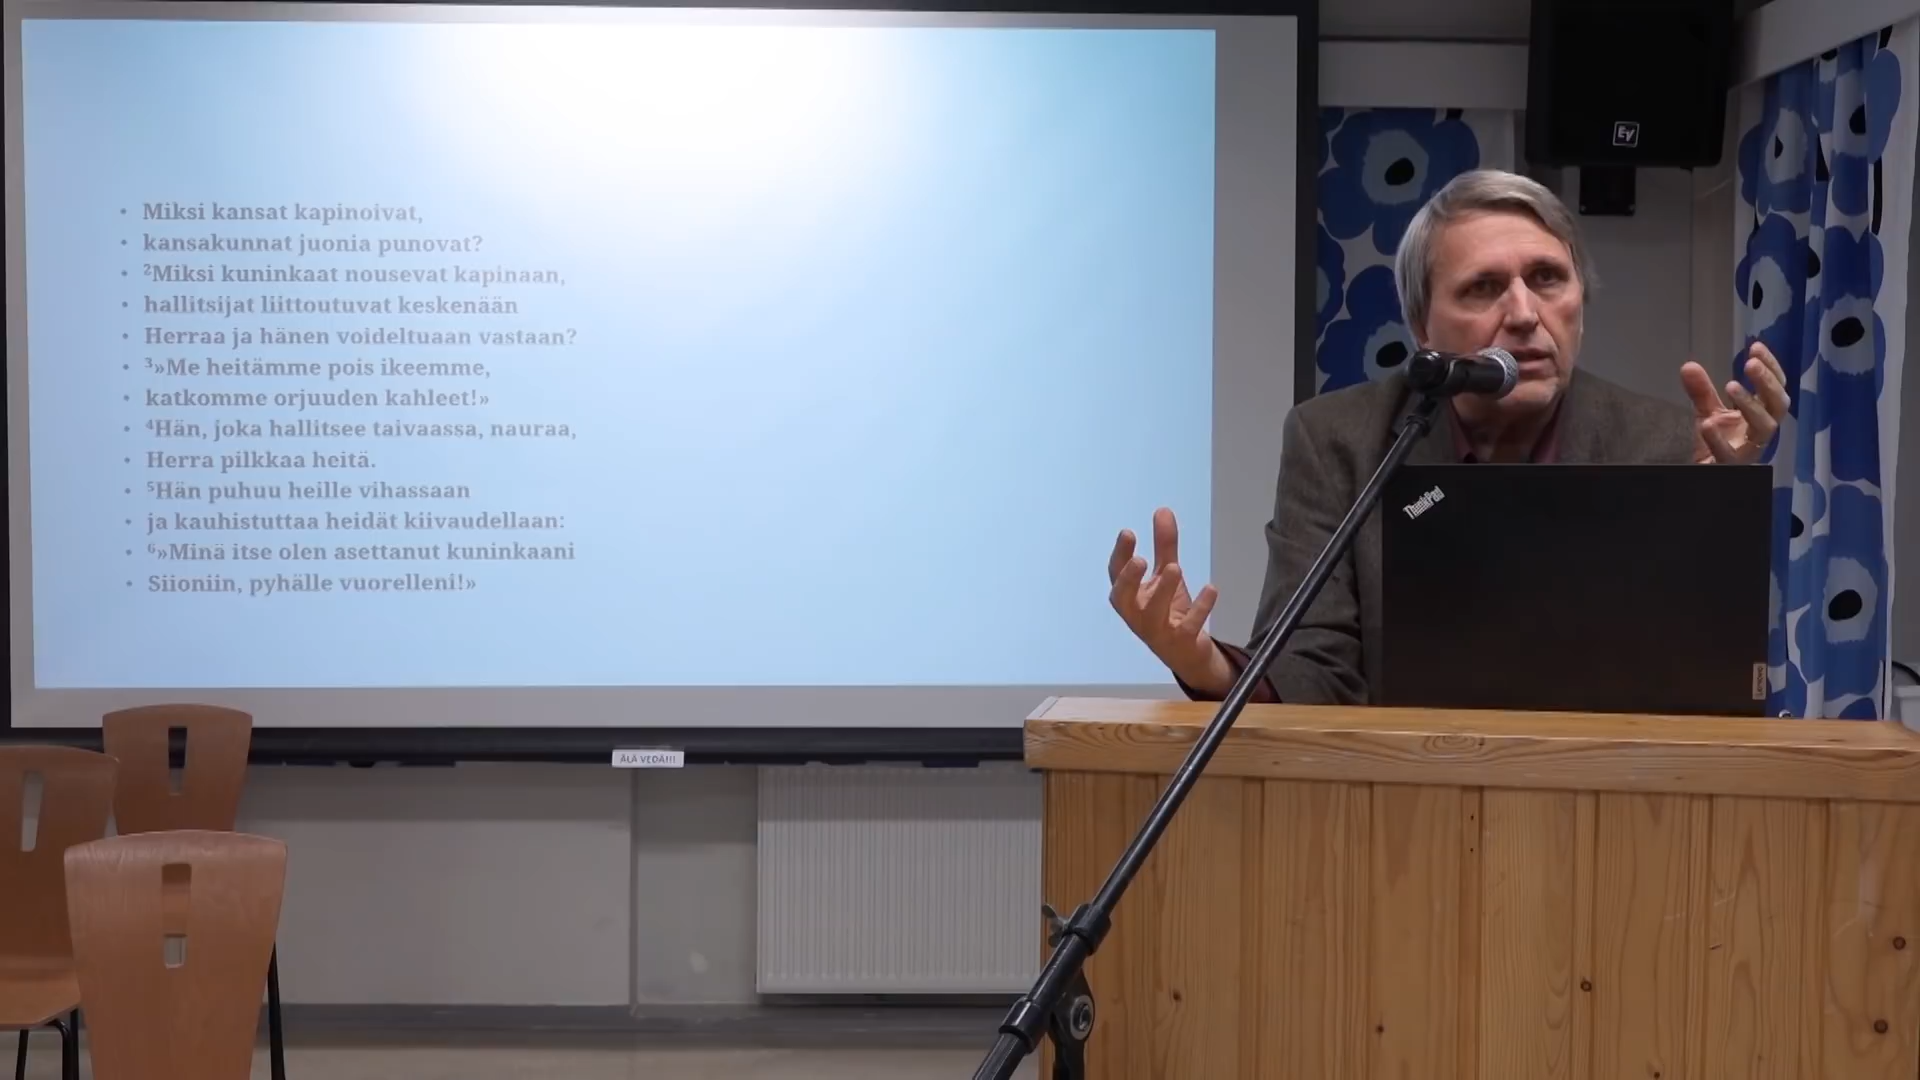 • Miksi kansat kapinoivat,
• kansakunnat juonia punovat?
• ²Miksi kuninkaat nousevat kapinaan,
• hallitsijat liittoutuvat keskenään
• Herraa ja hänen voideltuaan vastaan?
• ³»Me heitämme pois ikeemme,
• katkomme orjuuden kahleet!»
• ⁴Hän, joka hallitsee taivaassa, nauraa,
• Herra pilkkaa heitä.
• ⁵Hän puhuu heille vihassaan
• ja kauhistuttaa heidät kiivaudellaan:
• ⁶»Minä itse olen asettanut kuninkaani
• Siioniin, pyhälle vuorelleni!»
ÄLÄ VEDÄ!!!
EV
ThinkPad
Lenovo